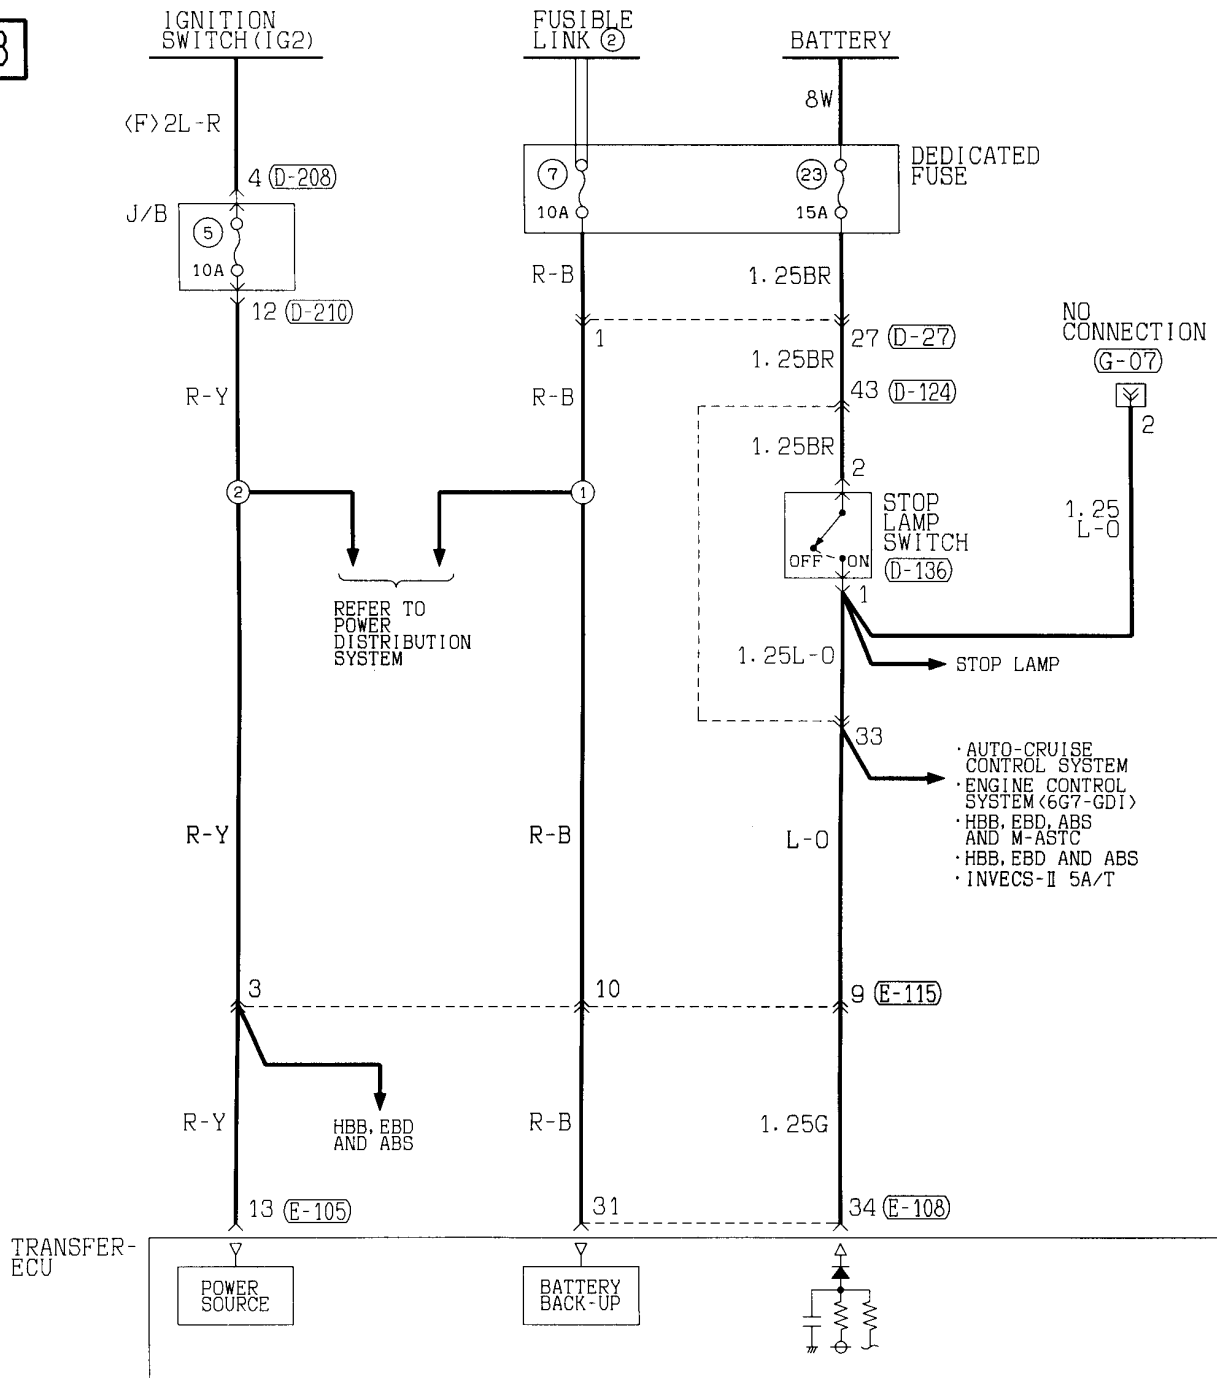 IGNITION
SWITCH(IG2)
FUSIBLE
LINK ②
BATTERY
8W
<F>2L-R
4 (D-208)
J/B
5
10A
12 (D-210)
7
10A
23
15A
DEDICATED
FUSE
R-B
1.25BR
1
27 (D-27)
NO
CONNECTION
(G-07)
2
R-Y
R-B
1.25BR
43 (D-124)
1.25BR
2
2
1
STOP
LAMP
SWITCH
(D-136)
OFF
ON
1
1.25
L-O
REFER TO
POWER
DISTRIBUTION
SYSTEM
1.25L-O
STOP LAMP
33
·AUTO-CRUISE
CONTROL SYSTEM
·ENGINE CONTROL
SYSTEM<6G7-GDI>
·HBB, EBD, ABS
AND M-ASTC
·HBB, EBD AND ABS
·INVECS-Ⅱ 5A/T
R-Y
R-B
L-O
3
10
9 (E-115)
R-Y
HBB, EBD
AND ABS
R-B
1.25G
13 (E-105)
31
34 (E-108)
TRANSFER-
ECU
POWER
SOURCE
BATTERY
BACK-UP